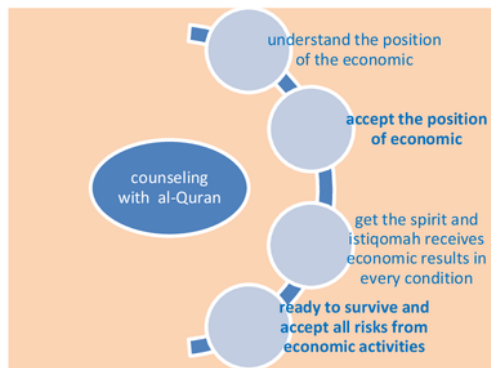 understand the position
of the economic
accept the position
of economic
counseling
with al-Quran
get the spirit and
istiqomah receives
economic results in
every condition
ready to survive and
accept all risks from
economic activities